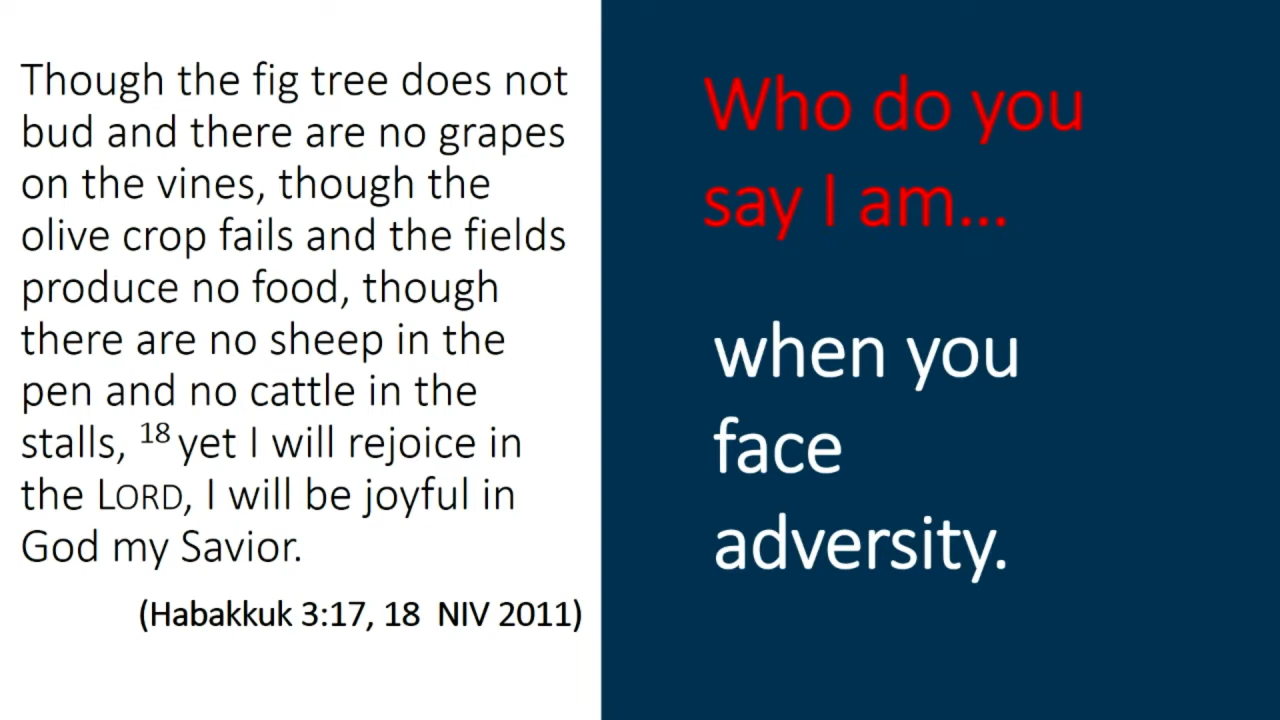 Though the fig tree does not
bud and there are no grapes
on the vines, though the
olive crop fails and the fields
produce no food, though
there are no sheep in the
pen and no cattle in the
stalls, 18 yet I will rejoice in
the LORD, I will be joyful in
God my Savior.
(Habakkuk 3:17, 18 NIV 2011)
Who do you
say I am...
when you
face
adversity.